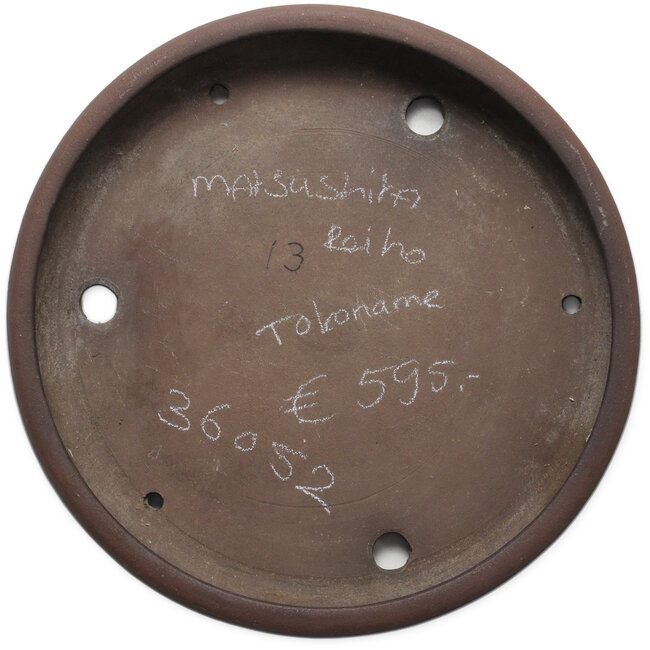 Matsushita
13 Reiho
Tokoname
€ 595.-
36052